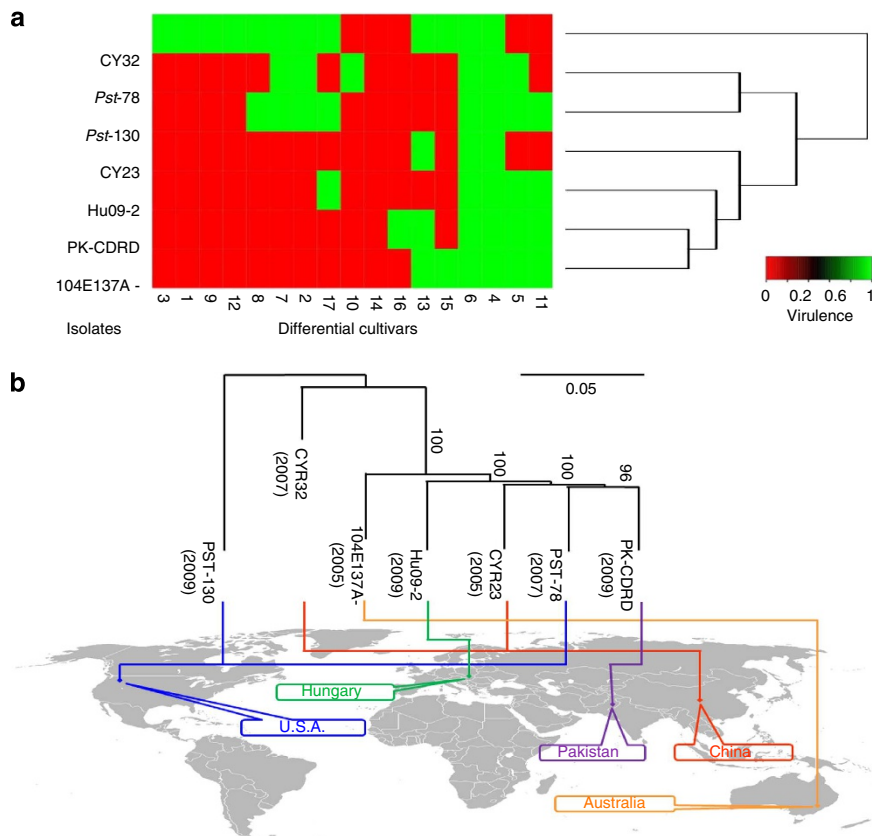 a
CY32
Pst-78
Pst-130
CY23
Hu09-2
PK-CDRD
104E137A -
3 1 9 12 8 7 2 17 10 14 16 13 15 6 4 5 11
Isolates
Differential cultivars
0 0.2 0.6 1
Virulence
b
0.05
100
100
100
96
CYR32
(2007)
PST-130
(2009)
104E137A-
(2005)
Hu09-2
(2009)
CYR23
(2005)
PST-78
(2007)
PK-CDRD
(2009)
Hungary
U.S.A.
Pakistan
China
Australia